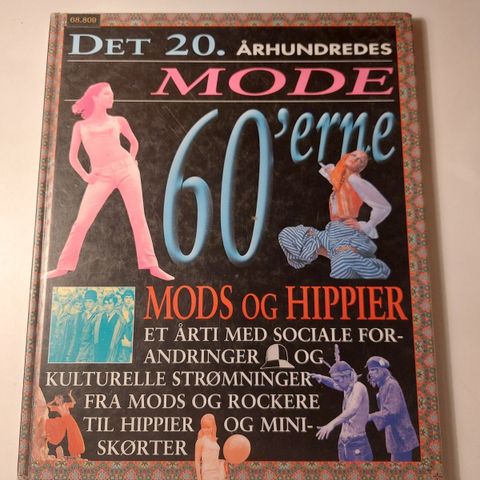 68.809
DET 20. ÅRHUNDREDES
MODE
60'erne
MODS OG HIPPIER
ET ÅRTI MED SOCIALE FOR-
ANDRINGER OG
KULTURELLE STRØMNINGER
FRA MODS OG ROCKERE
TIL HIPPIER OG MINI-
SKØRTER